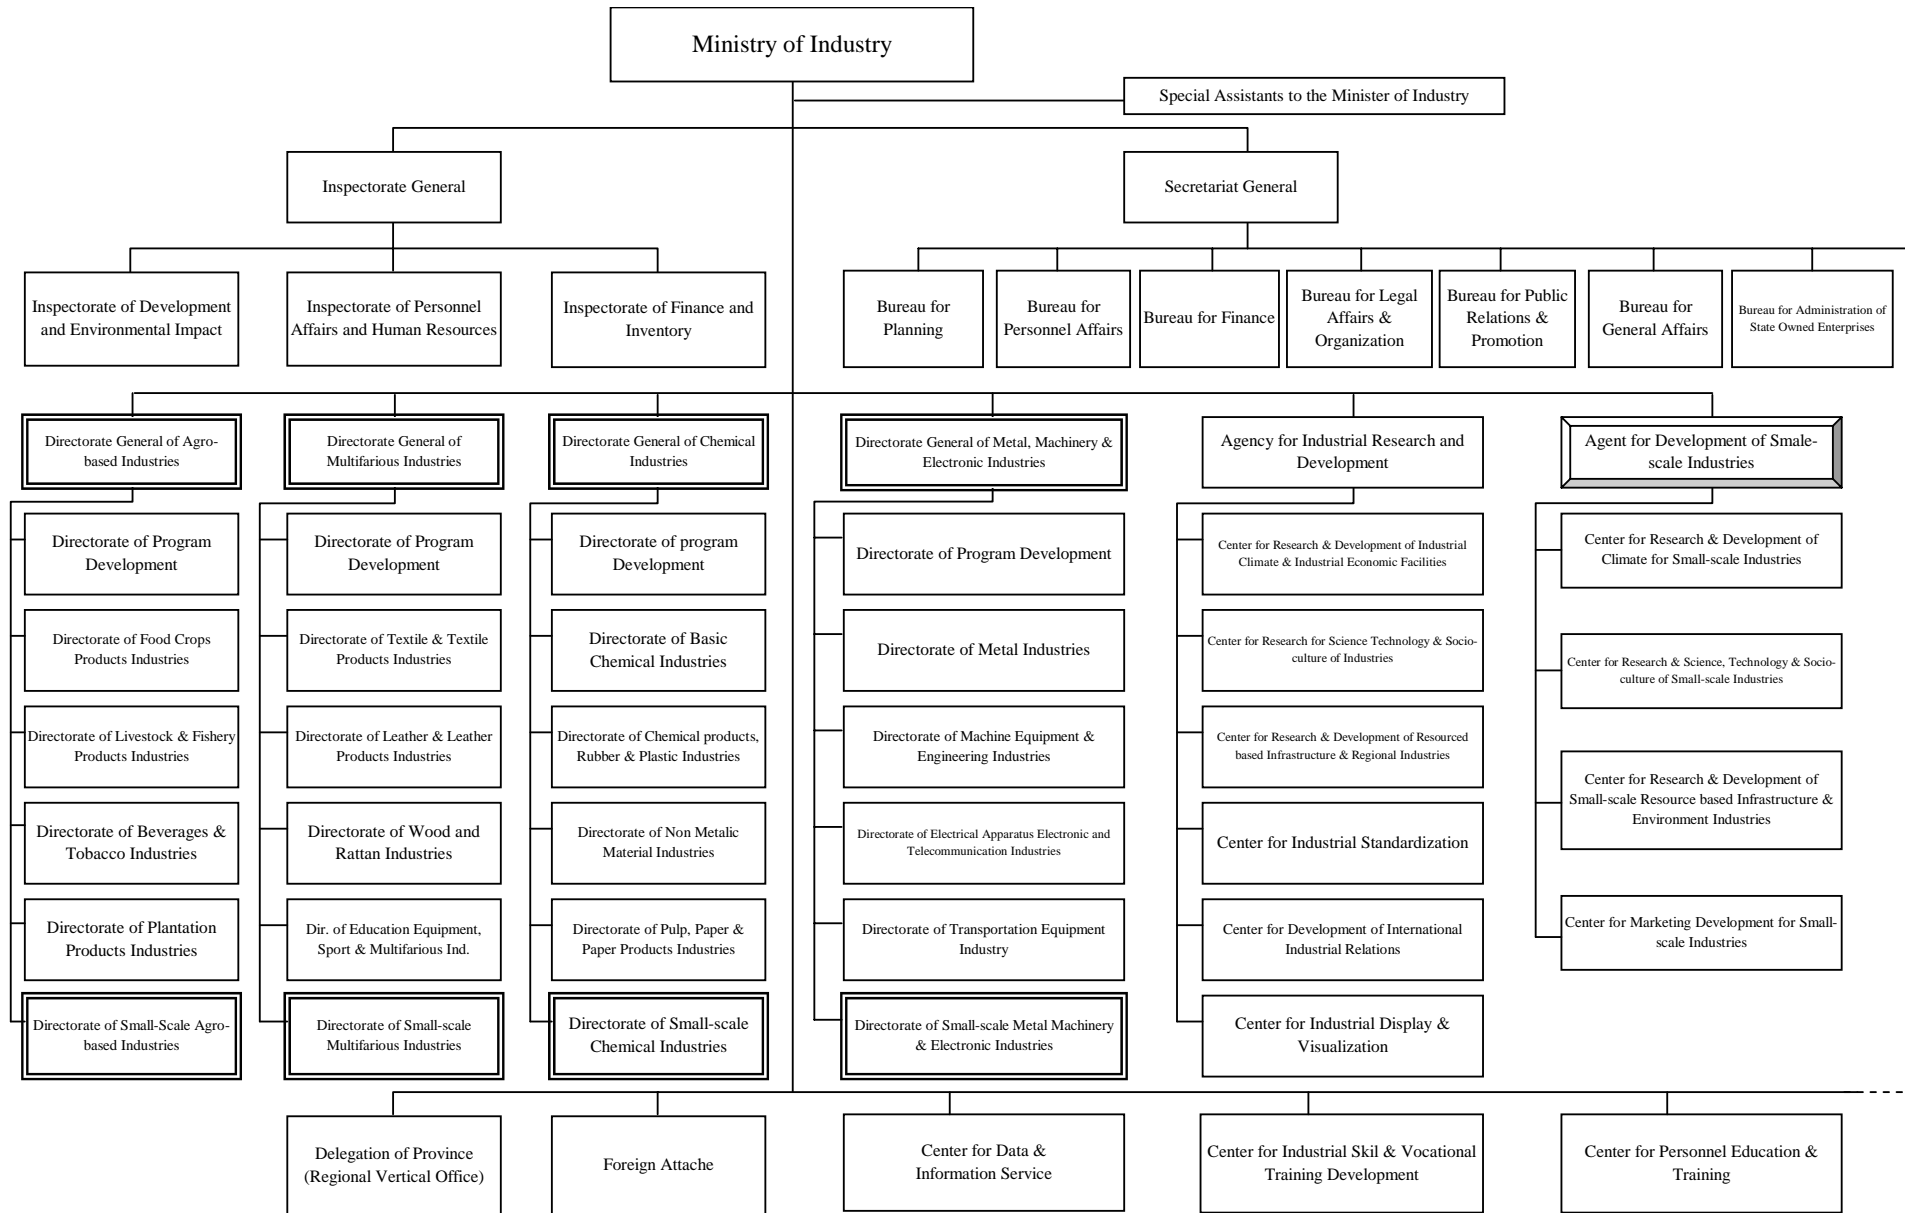 Ministry of Industry
Special Assistants to the Minister of Industry
Inspectorate General
Secretariat General
Inspectorate of Development
and Environmental Impact
Inspectorate of Personnel
Affairs and Human Resources
Inspectorate of Finance and
Inventory
Bureau for
Planning
Bureau for
Personnel Affairs
Bureau for Finance
Bureau for Legal
Affairs &
Organization
Bureau for Public
Relations &
Promotion
Bureau for
General Affairs
Bureau for Administration of
State Owned Enterprises
Directorate General of Agro-
based Industries
Directorate General of
Multifarious Industries
Directorate General of Chemical
Industries
Directorate General of Metal, Machinery &
Electronic Industries
Agency for Industrial Research and
Development
Agent for Development of Smale-
scale Industries
Directorate of Program
Development
Directorate of Food Crops
Products Industries
Directorate of Livestock & Fishery
Products Industries
Directorate of Beverages &
Tobacco Industries
Directorate of Plantation
Products Industries
Directorate of Small-Scale Agro-
based Industries
Directorate of Program
Development
Directorate of Textile & Textile
Products Industries
Directorate of Leather & Leather
Products Industries
Directorate of Wood and
Rattan Industries
Dir. of Education Equipment,
Sport & Multifarious Ind.
Directorate of Small-scale
Multifarious Industries
Directorate of program
Development
Directorate of Basic
Chemical Industries
Directorate of Chemical products,
Rubber & Plastic Industries
Directorate of Non Metalic
Material Industries
Directorate of Pulp, Paper &
Paper Products Industries
Directorate of Small-scale
Chemical Industries
Directorate of Program Development
Directorate of Metal Industries
Directorate of Machine Equipment &
Engineering Industries
Directorate of Electrical Apparatus Electronic and
Telecommunication Industries
Directorate of Transportation Equipment
Industry
Directorate of Small-scale Metal Machinery
& Electronic Industries
Center for Research & Development of Industrial
Climate & Industrial Economic Facilities
Center for Research for Science Technology & Socio-
culture of Industries
Center for Research & Development of Resourced
based Infrastructure & Regional Industries
Center for Industrial Standardization
Center for Development of International
Industrial Relations
Center for Industrial Display &
Visualization
Center for Research & Development of
Climate for Small-scale Industries
Center for Research & Science, Technology & Socio-
culture of Small-scale Industries
Center for Research & Development of
Small-scale Resource based Infrastructure &
Environment Industries
Center for Marketing Development for Small-
scale Industries
Delegation of Province
(Regional Vertical Office)
Foreign Attache
Center for Data &
Information Service
Center for Industrial Skil & Vocational
Training Development
Center for Personnel Education &
Training